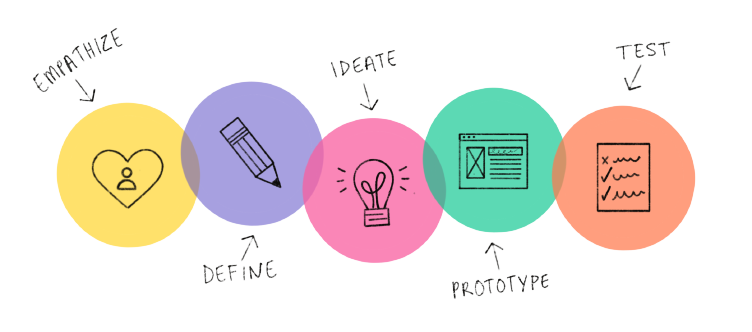 EMPATHIZE
DEFINE
IDEATE
PROTOTYPE
TEST